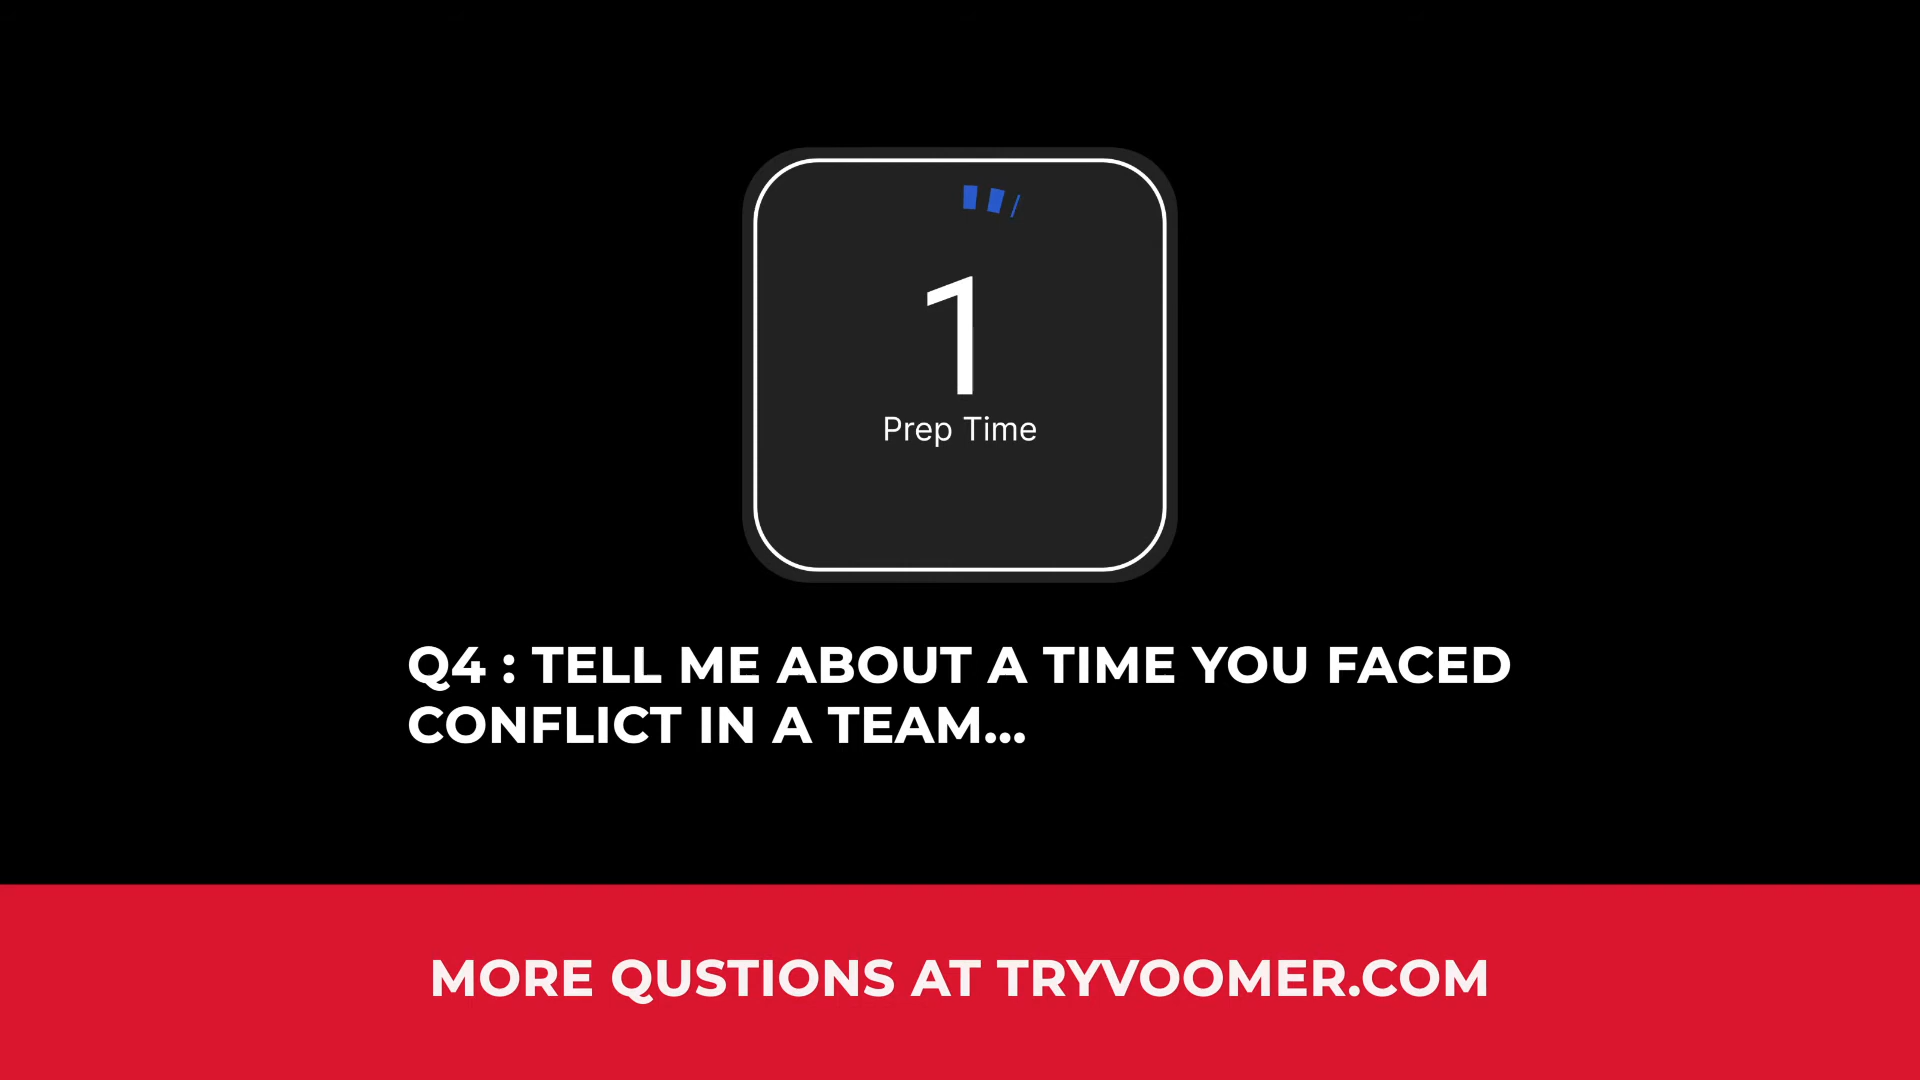 1
Prep Time
Q4 : TELL ME ABOUT A TIME YOU FACED
CONFLICT IN A TEAM...
MORE QUSTIONS AT TRYVOOMER.COM